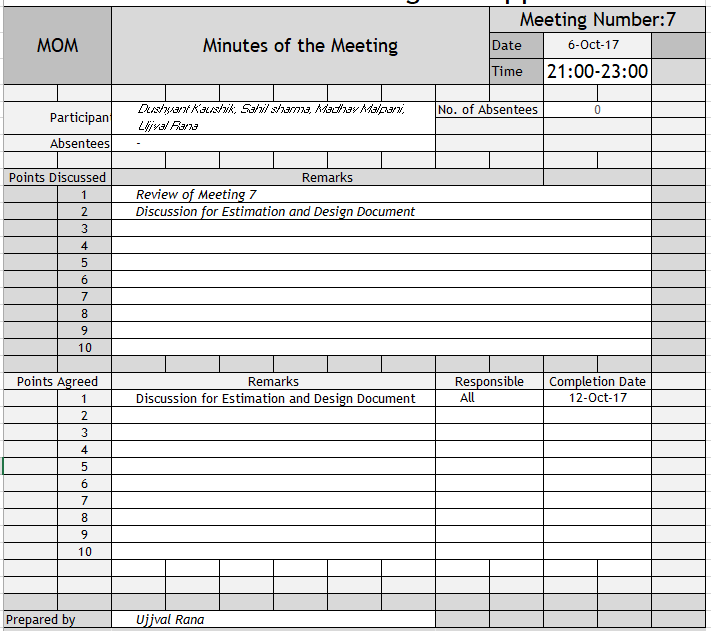 Meeting Number:7
MOM Minutes of the Meeting
Date 6-Oct-17
Time 21:00-23:00
Participan Dushyant Kaushik, Sahil sharma, Madhav Malpani, No. of Absentees 0
Ujjval Rana
Absentees -
Points Discussed Remarks
1 Review of Meeting 7
2 Discussion for Estimation and Design Document
3
4
5
6
7
8
9
10
Points Agreed Remarks Responsible Completion Date
1 Discussion for Estimation and Design Document All 12-Oct-17
2
3
4
5
6
7
8
9
10
Prepared by Ujjval Rana